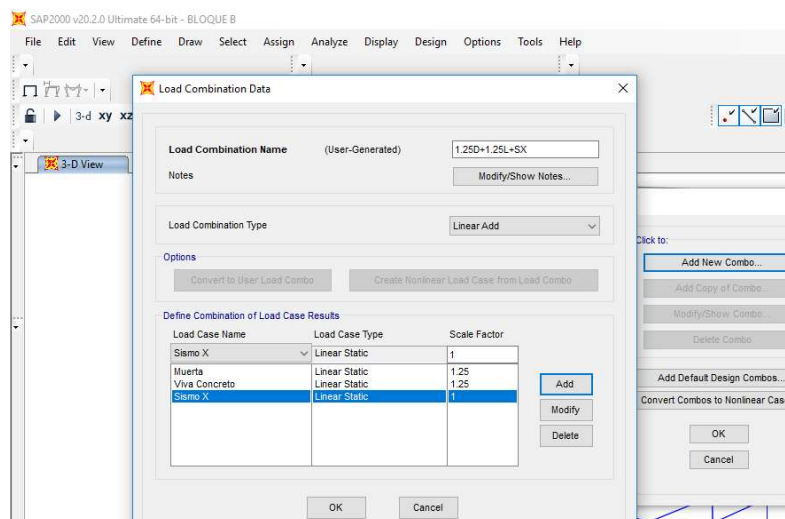 SAP2000 v20.2.0 Ultimate 64-bit - BLOQUE B
File Edit View Define Draw Select Assign Analyze Display Design Options Tools Help
3-d xy xz
3-D View
Load Combination Data
Load Combination Name (User-Generated) 1.25D+1.25L+SX
Notes Modify/Show Notes...
Load Combination Type Linear Add
Options
Convert to User Load Combo Create Nonlinear Load Case from Load Combo
Define Combination of Load Case Results
Load Case Name Load Case Type Scale Factor
Sismo X Linear Static 1
Muerta Linear Static 1.25
Viva Concreto Linear Static 1.25
Sismo X Linear Static 1
Add
Modify
Delete
OK Cancel
Click to:
Add New Combo...
Add Copy of Combo...
Modify/Show Combo...
Delete Combo
Add Default Design Combos...
Convert Combos to Nonlinear Cas
OK
Cancel